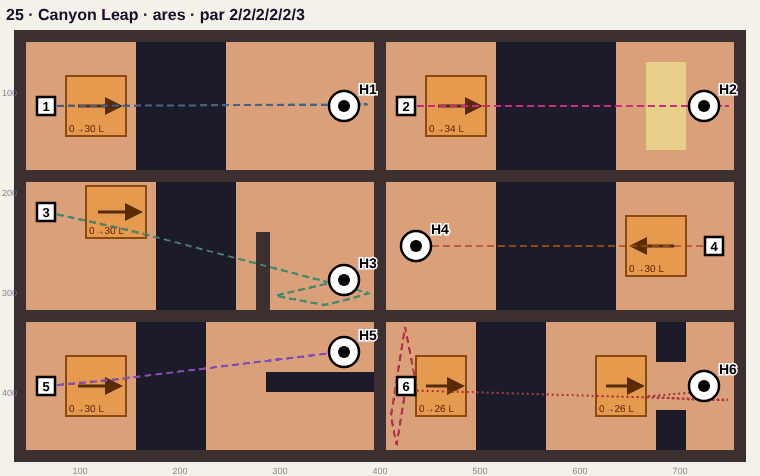 25 · Canyon Leap · ares · par 2/2/2/2/2/3
100
200
300
400
1
0→30 L
H1
2
0→34 L
H2
3
0→30 L
H3
H4
0→30 L
4
5
0→30 L
H5
6
0→26 L
0→26 L
H6
100
200
300
400
500
600
700